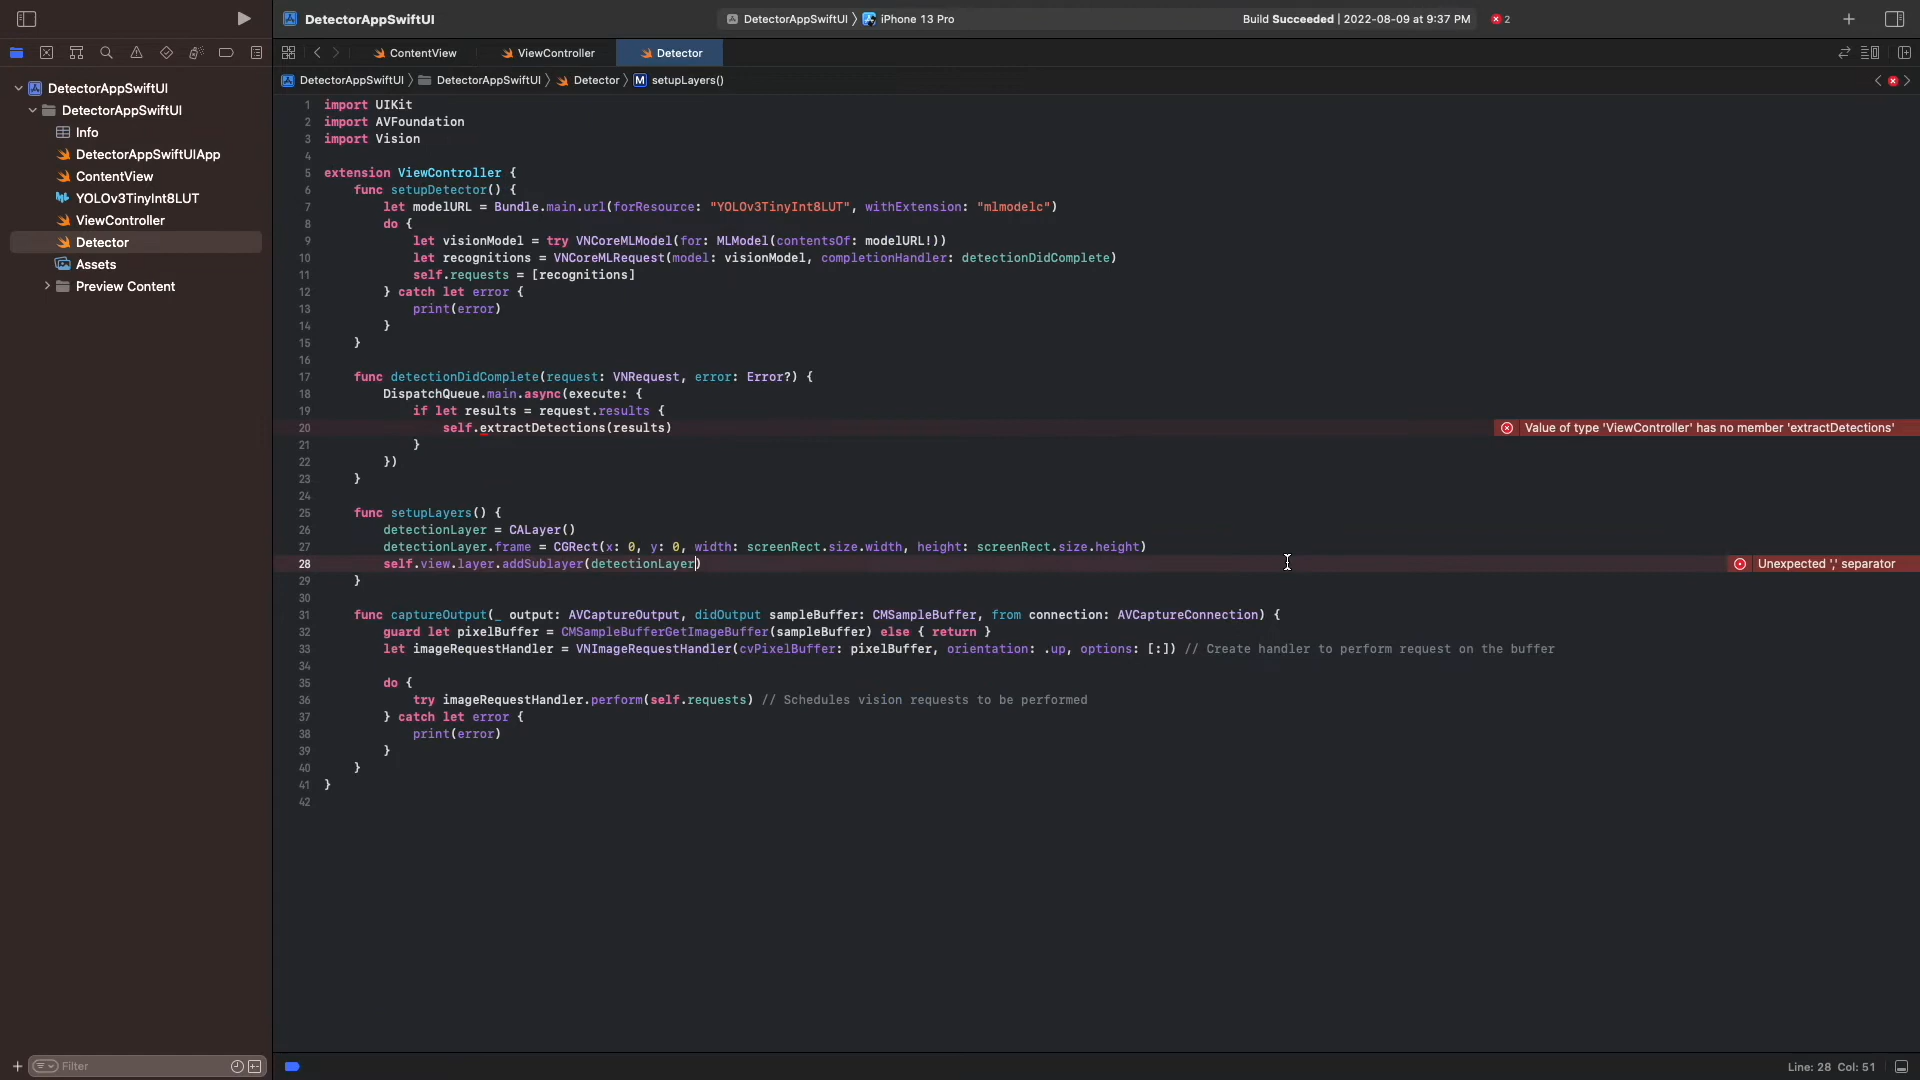 DetectorAppSwiftUI
DetectorAppSwiftUI 〉 iPhone 13 Pro
Build Succeeded | 2022-08-09 at 9:37 PM
2
ContentView
ViewController
Detector
DetectorAppSwiftUI 〉 DetectorAppSwiftUI 〉 Detector 〉 M setupLayers()
DetectorAppSwiftUI
DetectorAppSwiftUI
Info
DetectorAppSwiftUIApp
ContentView
YOLOv3TinyInt8LUT
ViewController
Detector
Assets
Preview Content
Filter
1 import UIKit
2 import AVFoundation
3 import Vision
4
5 extension ViewController {
6 func setupDetector() {
7 let modelURL = Bundle.main.url(forResource: "YOLOv3TinyInt8LUT", withExtension: "mlmodelc")
8 do {
9 let visionModel = try VNCoreMLModel(for: MLModel(contentsOf: modelURL!))
10 let recognitions = VNCoreMLRequest(model: visionModel, completionHandler: detectionDidComplete)
11 self.requests = [recognitions]
12 } catch let error {
13 print(error)
14 }
15 }
16
17 func detectionDidComplete(request: VNRequest, error: Error?) {
18 DispatchQueue.main.async(execute: {
19 if let results = request.results {
20 self.extractDetections(results) Value of type 'ViewController' has no member 'extractDetections'
21 }
22 })
23 }
24
25 func setupLayers() {
26 detectionLayer = CALayer()
27 detectionLayer.frame = CGRect(x: 0, y: 0, width: screenRect.size.width, height: screenRect.size.height)
28 self.view.layer.addSublayer(detectionLayer) Unexpected ',' separator
29 }
30
31 func captureOutput(_ output: AVCaptureOutput, didOutput sampleBuffer: CMSampleBuffer, from connection: AVCaptureConnection) {
32 guard let pixelBuffer = CMSampleBufferGetImageBuffer(sampleBuffer) else { return }
33 let imageRequestHandler = VNImageRequestHandler(cvPixelBuffer: pixelBuffer, orientation: .up, options: [:]) // Create handler to perform request on the buffer
34
35 do {
36 try imageRequestHandler.perform(self.requests) // Schedules vision requests to be performed
37 } catch let error {
38 print(error)
39 }
40 }
41 }
42
Line: 28 Col: 51